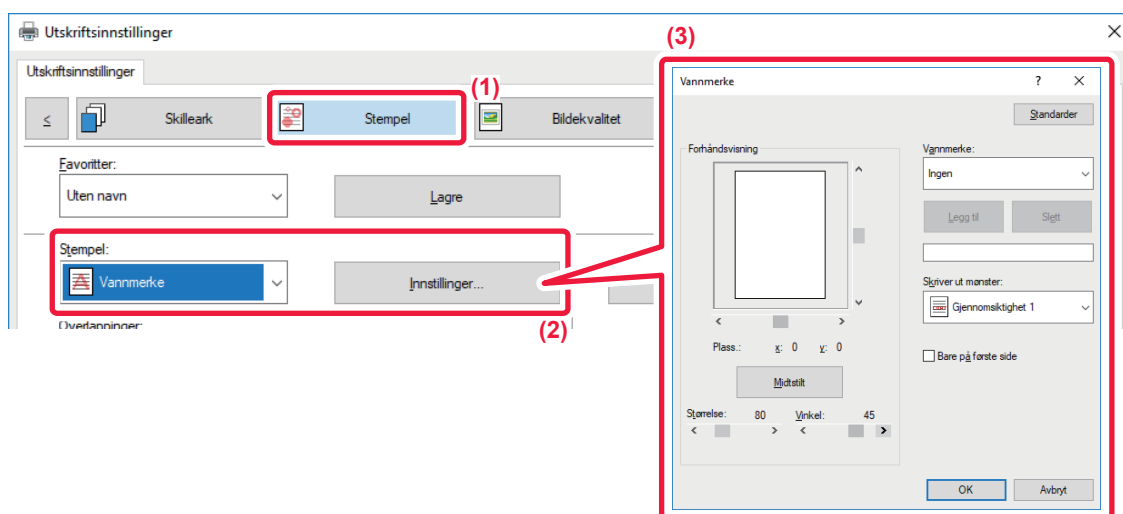 Utskriftsinnstillinger
Utskriftsinnstillinger
(1)
< Skilleark Stempel Bildekvalitet
Favoritter:
Uten navn Lagre
Stempel:
Vannmerke Innstillinger...
Overlappinger:
(2)
(3)
Vannmerke ? ×
Standarder
Forhåndsvisning
Plass.: x: 0 y: 0
Midtstilt
Størrelse: 80 Vinkel: 45
Vannmerke:
Ingen
Legg til Slett
Skriver ut mønster:
Gjennomsiktighet 1
Bare på første side
OK Avbryt